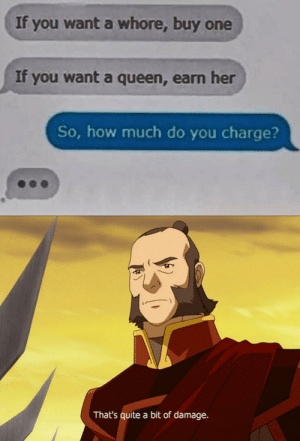 If you want a whore, buy one
If you want a queen, earn her
So, how much do you charge?
That's quite a bit of damage.